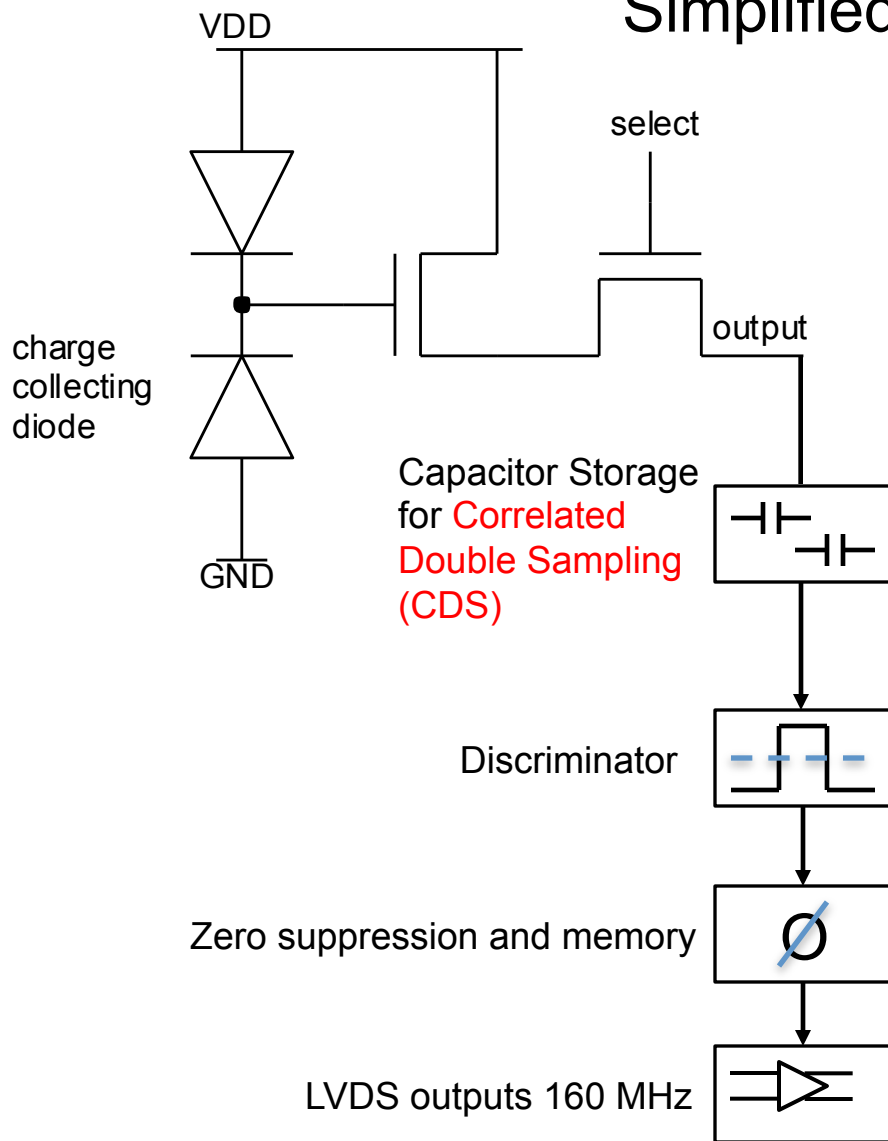 Simplified
VDD
select
output
charge
collecting
diode
Capacitor Storage
for Correlated
Double Sampling
(CDS)
GND
Discriminator
Zero suppression and memory
Ø
LVDS outputs 160 MHz